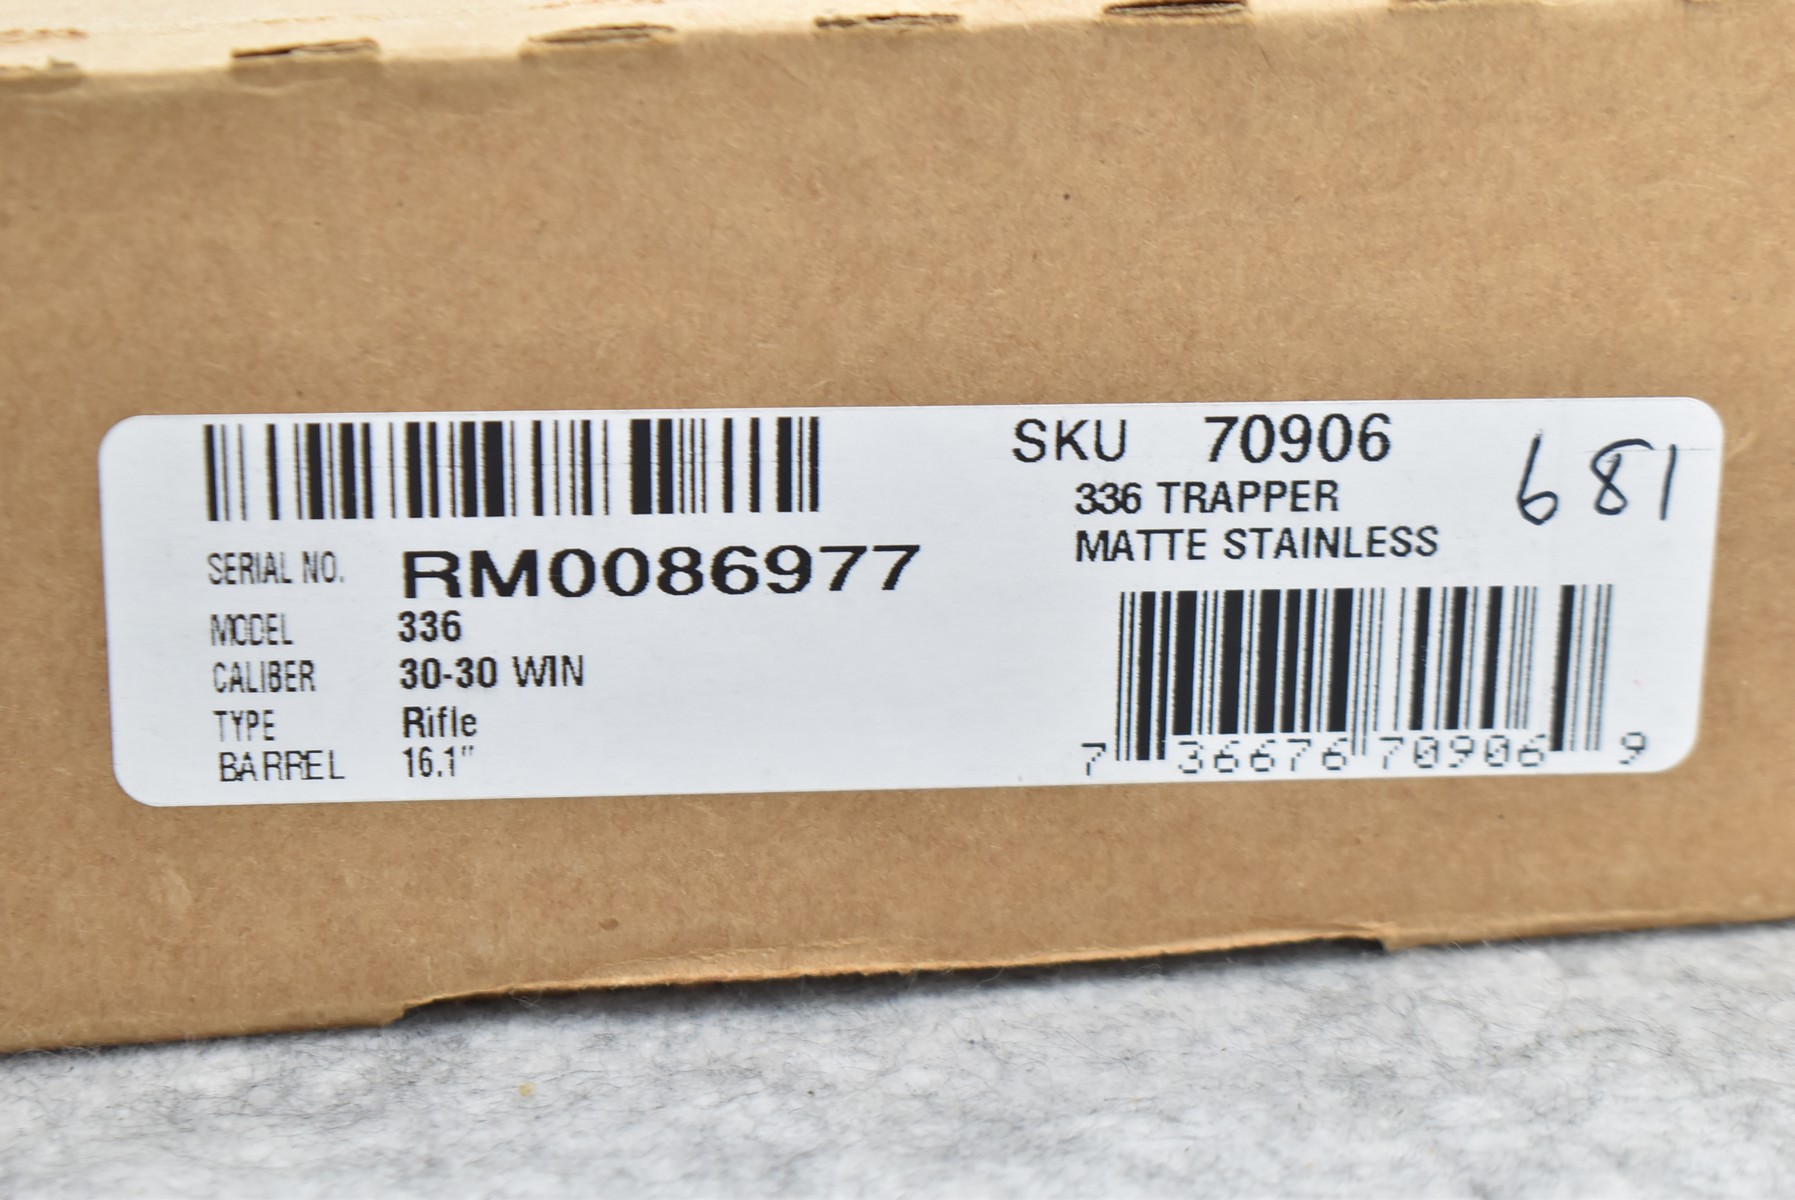 SERIAL NO. RM0086977
MODEL 336
CALIBER 30-30 WIN
TYPE Rifle
BARREL 16.1"
SKU 70906
336 TRAPPER
MATTE STAINLESS
681
7 36676 70906 9